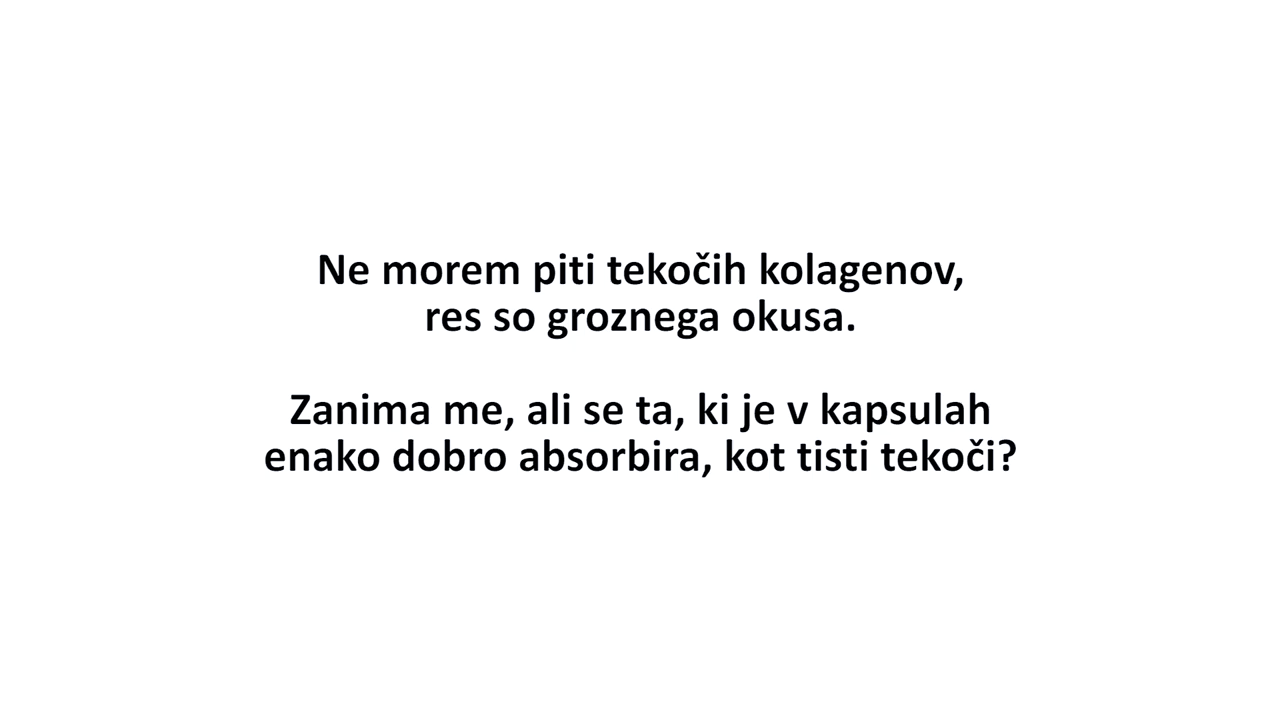 Ne morem piti tekočih kolagenov,
res so groznega okusa.
Zanima me, ali se ta, ki je v kapsulah
enako dobro absorbira, kot tisti tekoči?